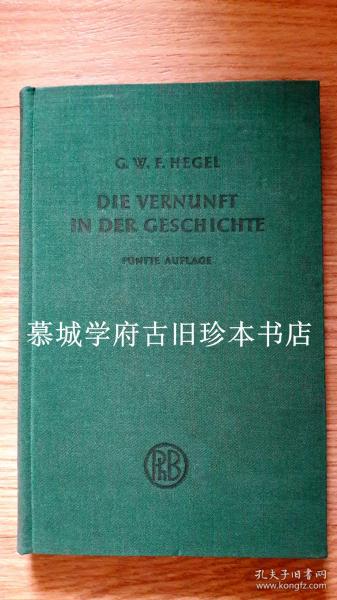 G. W. F. HEGEL
DIE VERNUNFT
IN DER GESCHICHTE
FÜNFTE AUFLAGE
慕城学府古旧珍本书店
PhB
孔夫子旧书网
www.kongfz.com